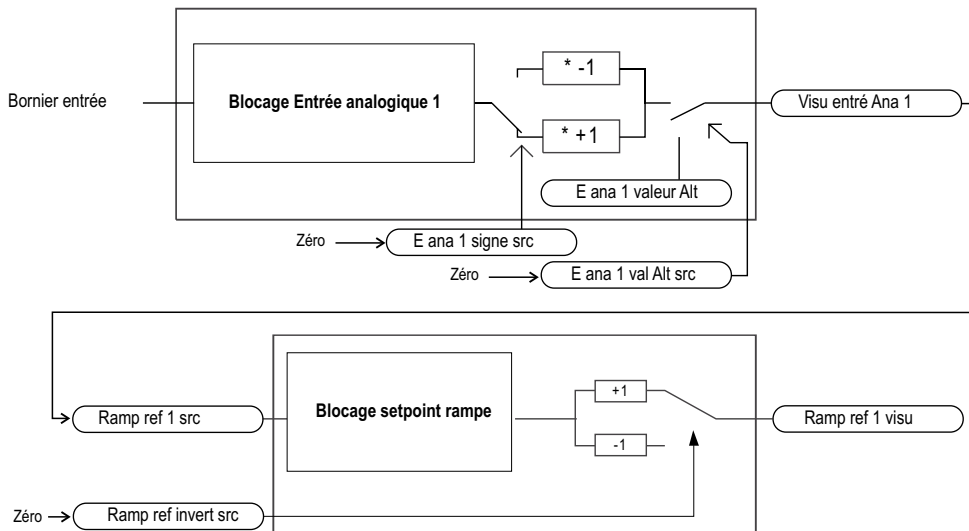 * -1
Bornier entrée
Blocage Entrée analogique 1
Visu entré Ana 1
* +1
E ana 1 valeur Alt
Zéro
E ana 1 signe src
Zéro
E ana 1 val Alt src
+1
Ramp ref 1 src
Blocage setpoint rampe
Ramp ref 1 visu
-1
Zéro
Ramp ref invert src